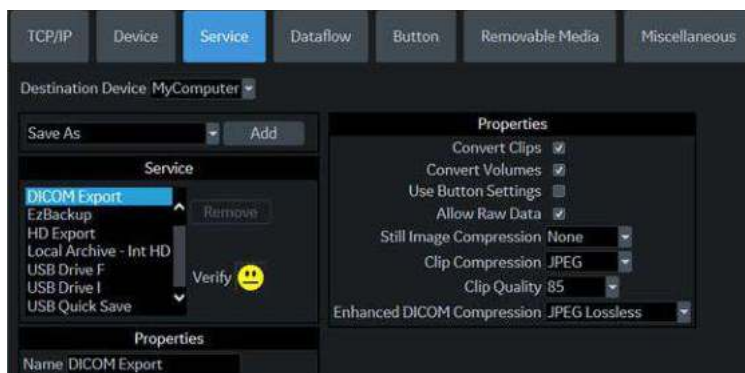 TCP/IP Device Service Dataflow Button Removable Media Miscellaneous
Destination Device MyComputer
Save As Add
Service
DICOM Export
EzBackup
HD Export
Local Archive - Int HD
USB Drive F
USB Drive I
USB Quick Save
Remove
Verify
Properties
Name DICOM Export
Properties
Convert Clips
Convert Volumes
Use Button Settings
Allow Raw Data
Still Image Compression None
Clip Compression JPEG
Clip Quality 85
Enhanced DICOM Compression JPEG Lossless